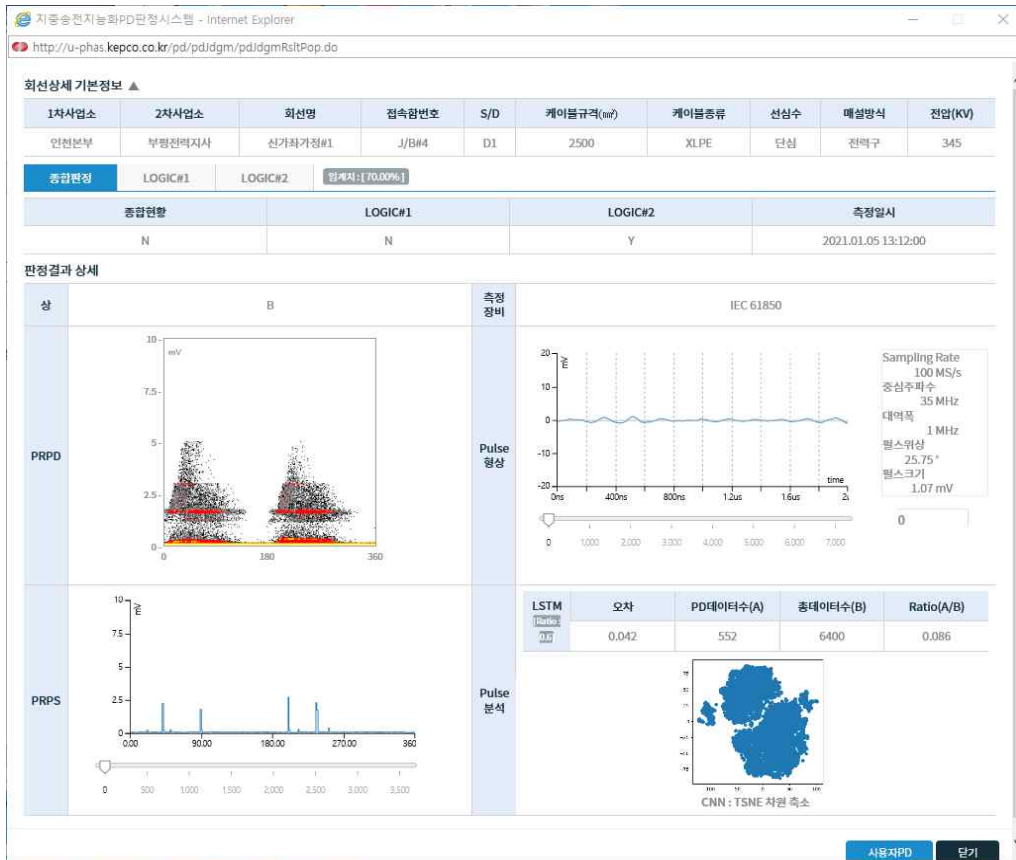 지중송전지능화PD판정시스템 - Internet Explorer
http://u-phas.kepco.co.kr/pd/pdJdgm/pdJdgmRsltPop.do
회선상세 기본정보 ▲
1차사업소 2차사업소 회선명 접속함번호 S/D 케이블규격(㎟) 케이블종류 선심수 매설방식 전압(KV)
인천본부 부평전력지사 신가좌가정#1 J/B#4 D1 2500 XLPE 단심 전력구 345
종합판정 LOGIC#1 LOGIC#2 임계치 : [70.00%]
종합현황 LOGIC#1 LOGIC#2 측정일시
N N Y 2021.01.05 13:12:00
판정결과 상세
상 B 측정 장비 IEC 61850
PRPD
10
mV
7.5
5
2.5
0
0 180 360
Pulse
형상
20
mV
10
0
-10
-20
time
0ns 400ns 800ns 1.2us 1.6us 2u
0 1,000 2,000 3,000 4,000 5,000 6,000 7,000
Sampling Rate
100 MS/s
중심주파수
35 MHz
대역폭
1 MHz
펄스위상
25.75 °
펄스크기
1.07 mV
0
PRPS
10
mV
7.5
5
2.5
0
0.00 90.00 180.00 270.00 360
0 500 1,000 1,500 2,000 2,500 3,000 3,500
Pulse
분석
LSTM 오차 PD데이터수(A) 총데이터수(B) Ratio(A/B)
[Ratio :
0.6]
0.042 552 6400 0.086
CNN : TSNE 차원 축소
사용자PD 닫기